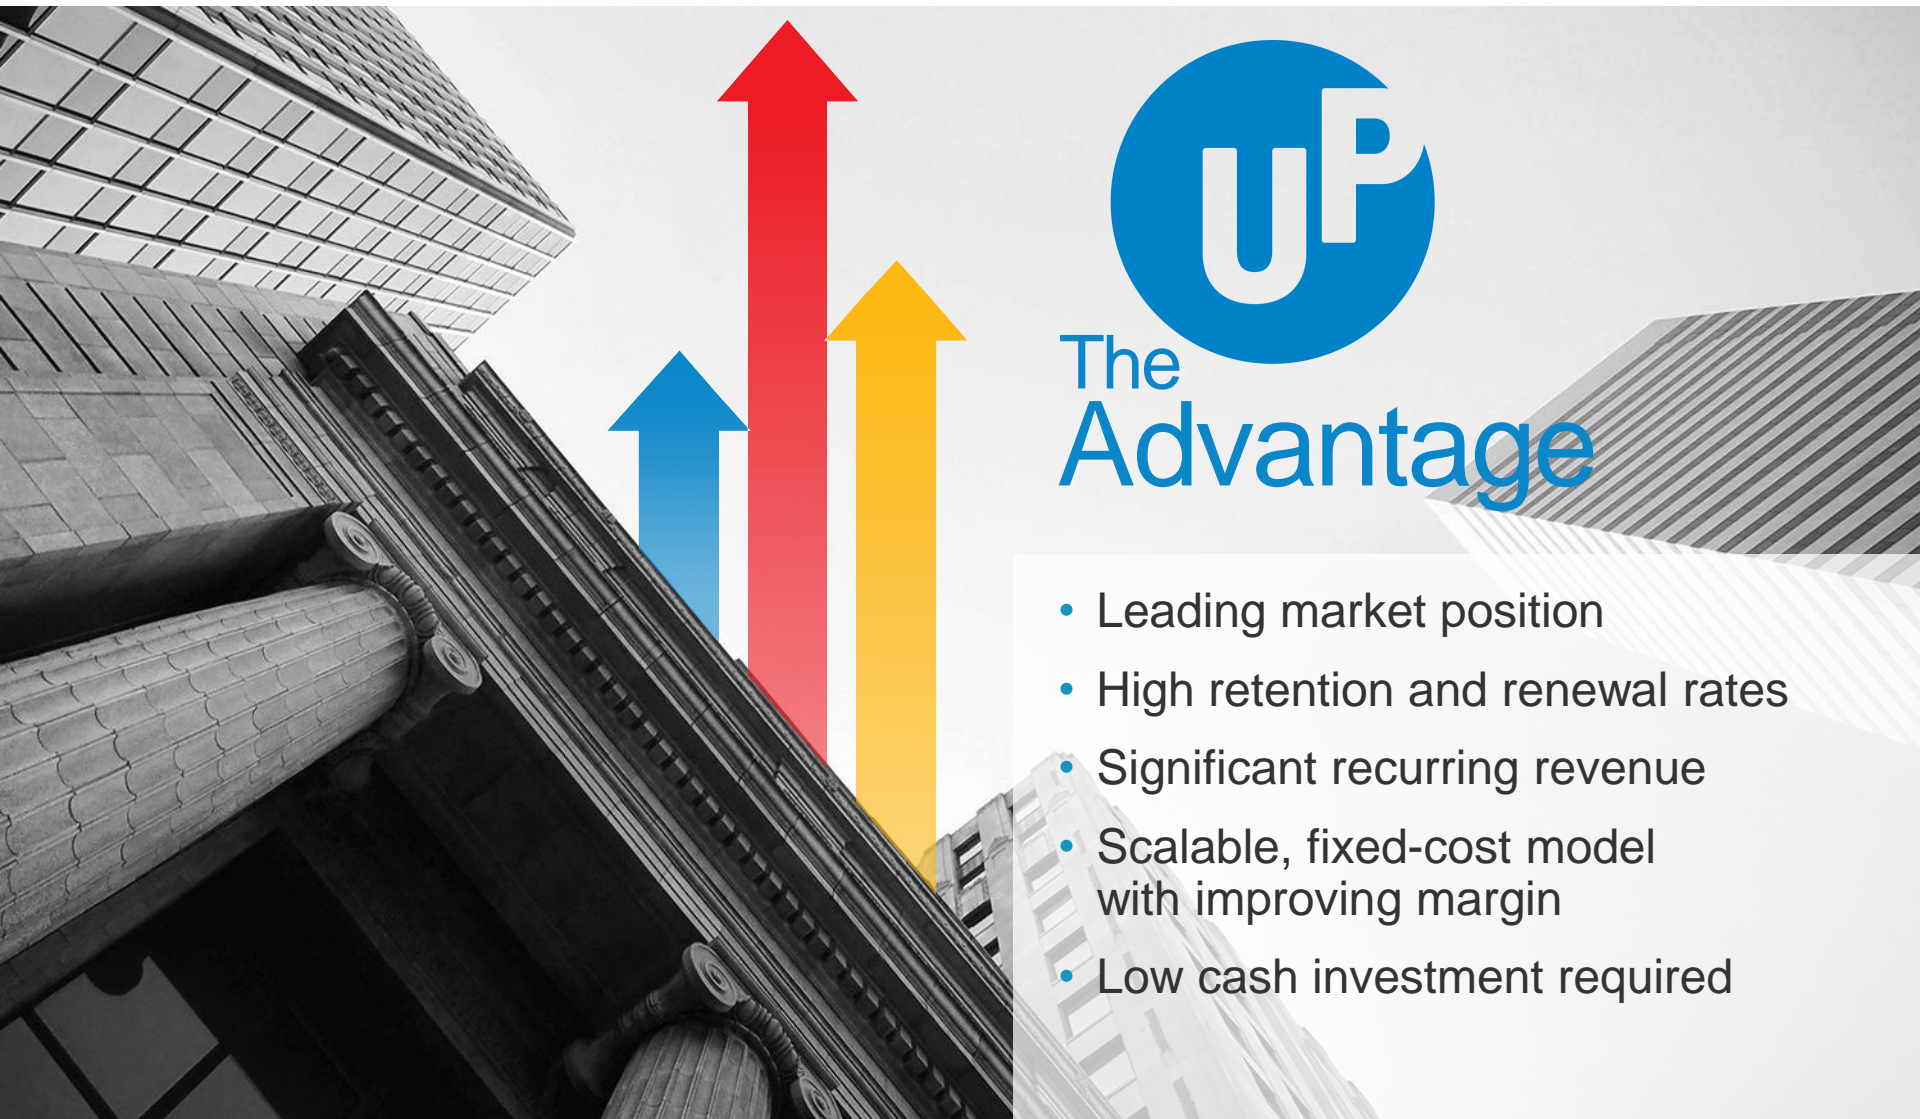 The UP
Advantage
• Leading market position
• High retention and renewal rates
• Significant recurring revenue
• Scalable, fixed-cost model
with improving margin
• Low cash investment required